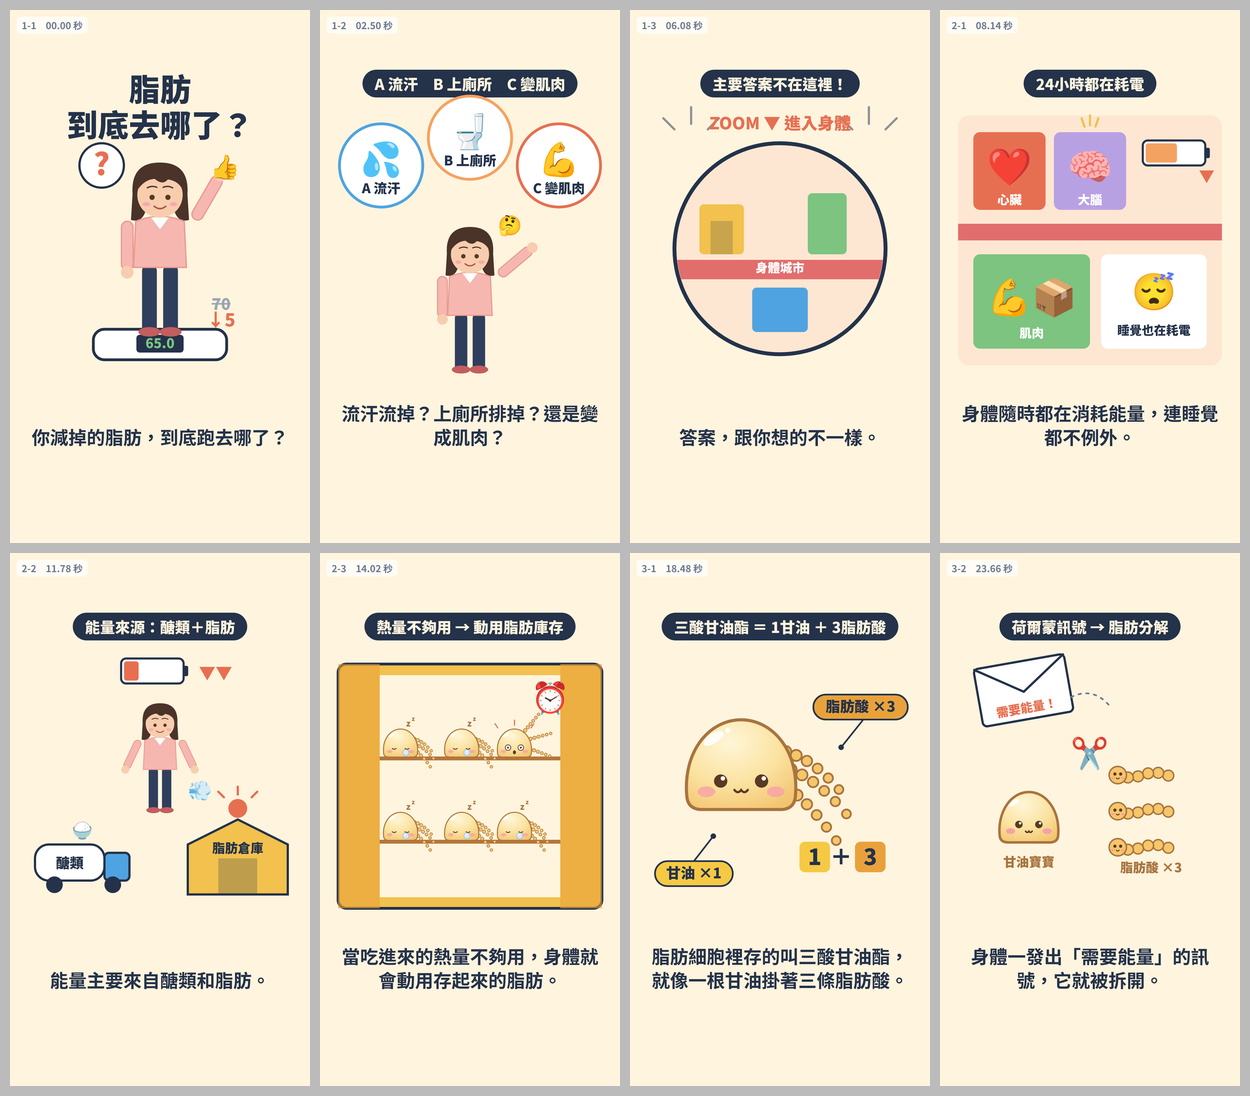 1-1 00.00 秒
脂肪
到底去哪了？
?
70
↓5
65.0
你減掉的脂肪，到底跑去哪了？
1-2 02.50 秒
A 流汗 B 上廁所 C 變肌肉
A 流汗
B 上廁所
C 變肌肉
流汗流掉？上廁所排掉？還是變
成肌肉？
1-3 06.08 秒
主要答案不在這裡！
ZOOM ▼ 進入身體
身體城市
答案，跟你想的不一樣。
2-1 08.14 秒
24小時都在耗電
心臟
大腦
肌肉
睡覺也在耗電
身體隨時都在消耗能量，連睡覺
都不例外。
2-2 11.78 秒
能量來源：醣類＋脂肪
脂肪倉庫
醣類
能量主要來自醣類和脂肪。
2-3 14.02 秒
熱量不夠用 → 動用脂肪庫存
z z
z z
z z
z z
z z
當吃進來的熱量不夠用，身體就
會動用存起來的脂肪。
3-1 18.48 秒
三酸甘油酯 ＝ 1甘油 ＋ 3脂肪酸
脂肪酸 ×3
1 + 3
甘油 ×1
脂肪細胞裡存的叫三酸甘油酯，
就像一根甘油掛著三條脂肪酸。
3-2 23.66 秒
荷爾蒙訊號 → 脂肪分解
需要能量！
甘油寶寶
脂肪酸 ×3
身體一發出「需要能量」的訊
號，它就被拆開。